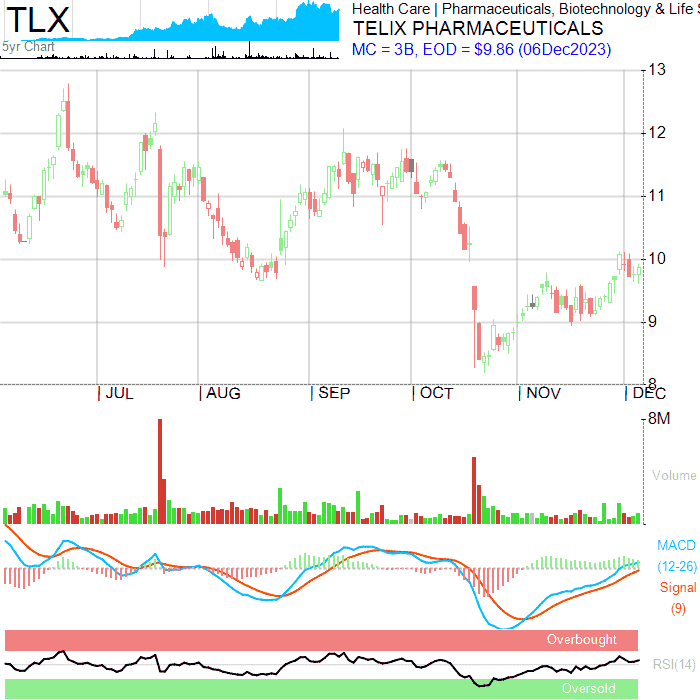 TLX
5yr Chart
Health Care | Pharmaceuticals, Biotechnology & Life S
TELIX PHARMACEUTICALS
MC = 3B, EOD = $9.86 (06Dec2023)
13
12
11
10
9
8
JUL
AUG
SEP
OCT
NOV
DEC
8M
Volume
MACD
(12-26)
Signal
(9)
Overbought
RSI(14)
Oversold